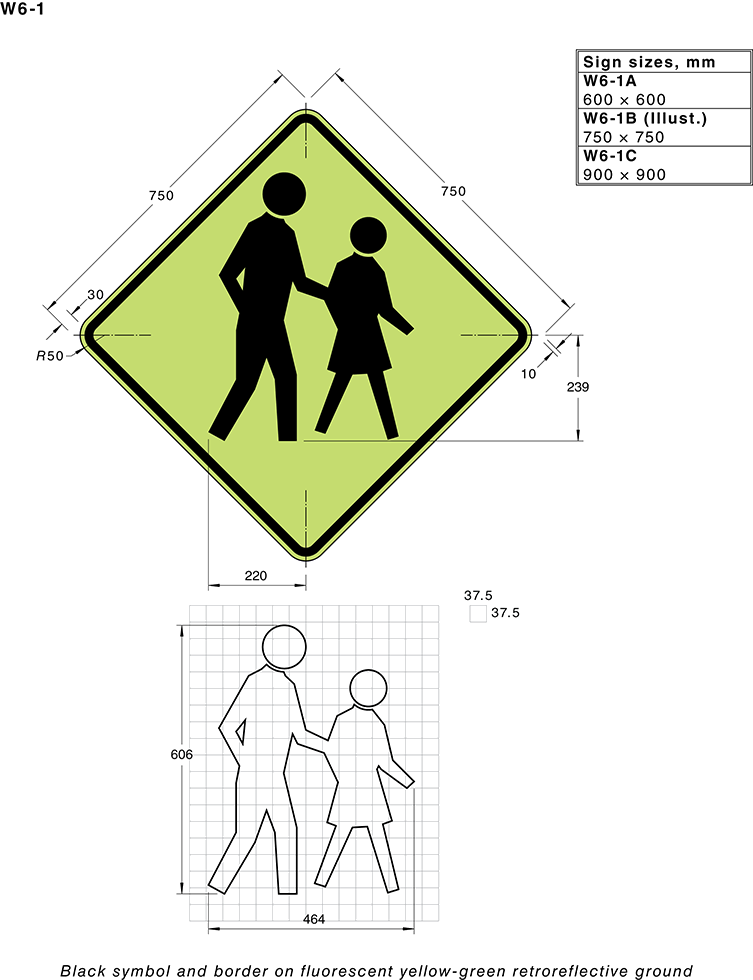 W6-1
Sign sizes, mm
W6-1A
600 × 600
W6-1B (Illust.)
750 × 750
W6-1C
900 × 900
750
750
30
R50
10
239
220
37.5
37.5
606
464
Black symbol and border on fluorescent yellow-green retroreflective ground